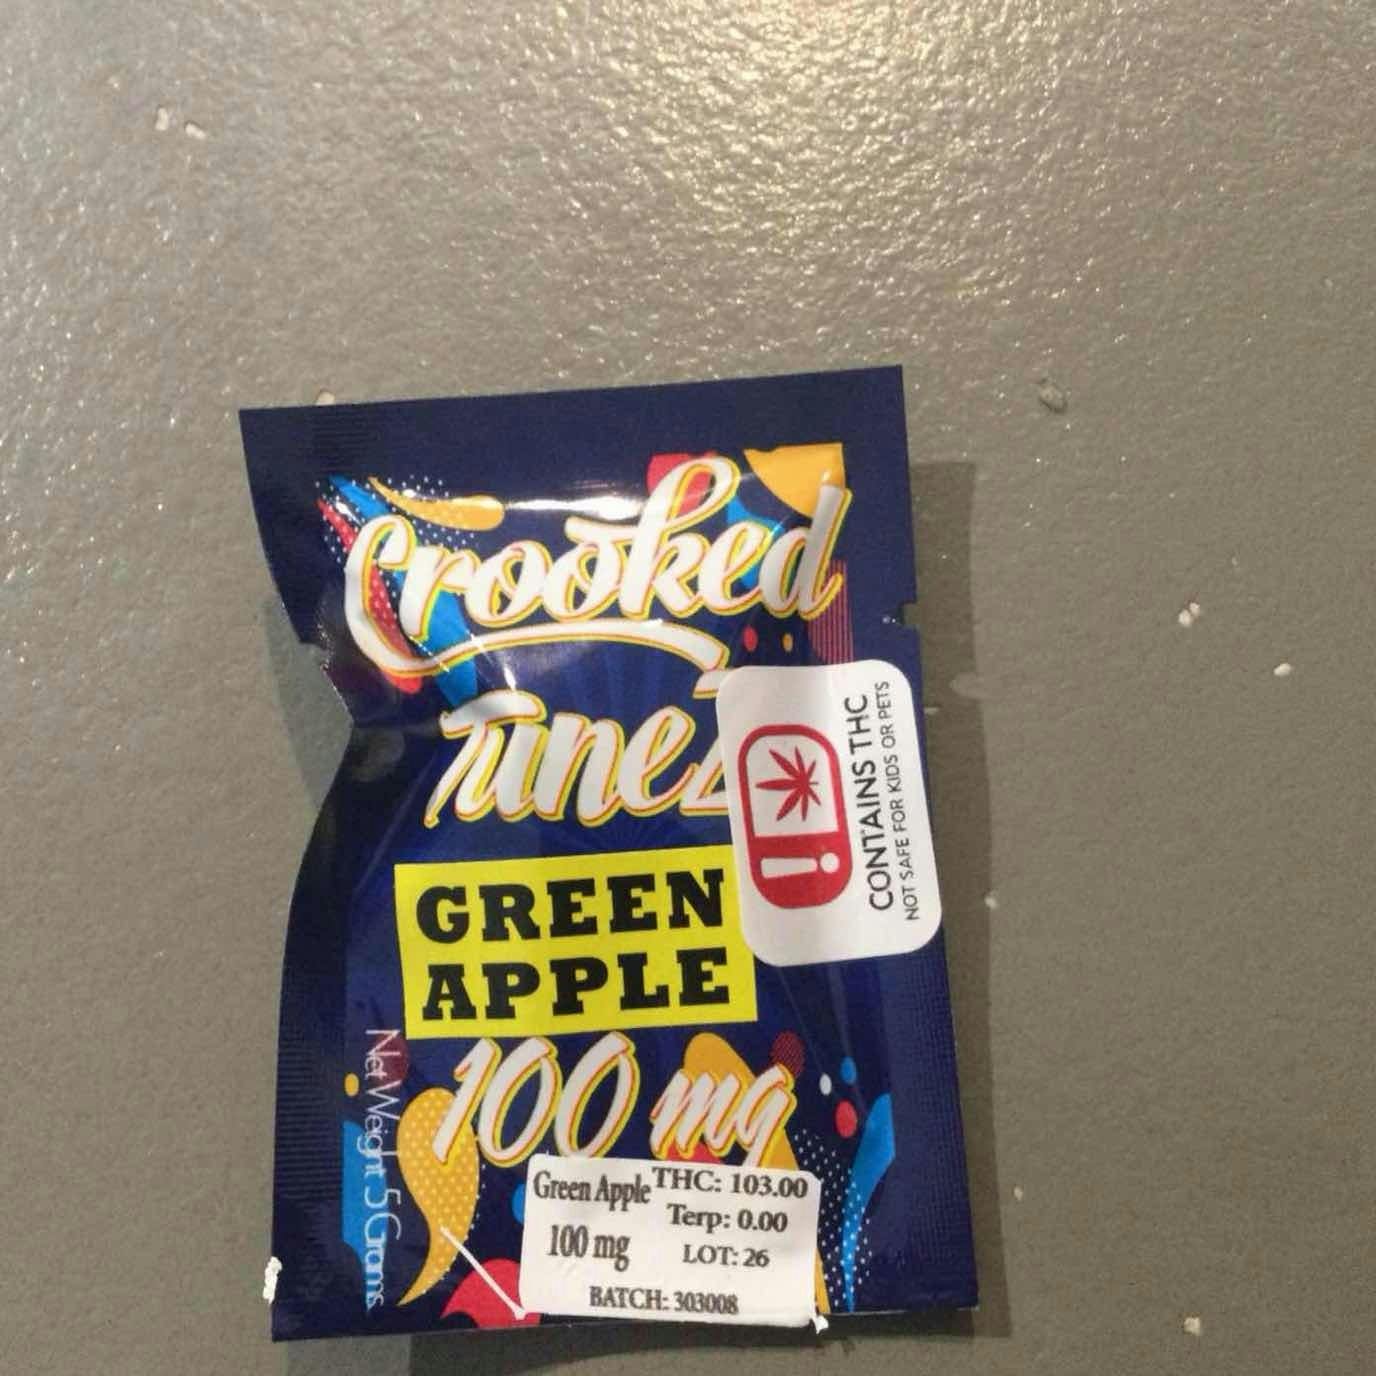 Crooked
TineZ
GREEN
APPLE
100 mg
Net Weight 5 Grams
CONTAINS THC
NOT SAFE FOR KIDS OR PETS
Green Apple
100 mg
THC: 103.00
Terp: 0.00
LOT: 26
BATCH: 303008